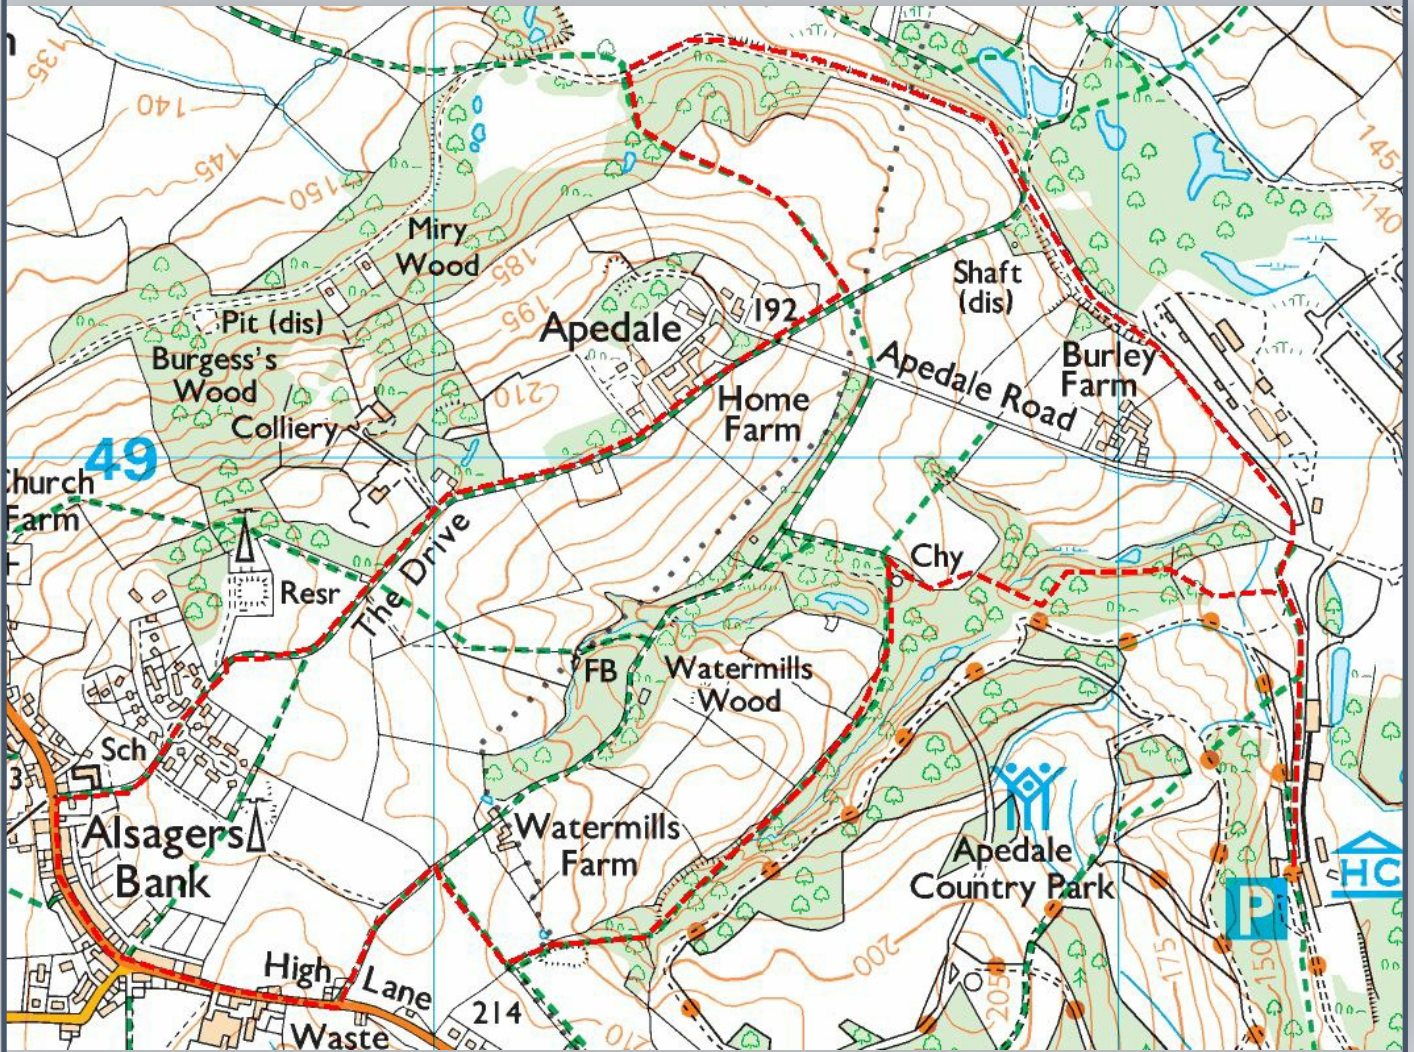 135
140
145
150
145
140
Miry
Wood
185
195
Shaft
(dis)
192
Pit (dis)
Apedale
Burgess's
Wood
210
Apedale Road
Burley
Farm
Home
Farm
Colliery
49
Church
Farm
The Drive
Chy
Resr
FB
Watermills
Wood
Sch
3
Alsagers
Bank
Watermills
Farm
Apedale
Country Park
HC
P
High Lane
200
175
150
205
214
210
Waste